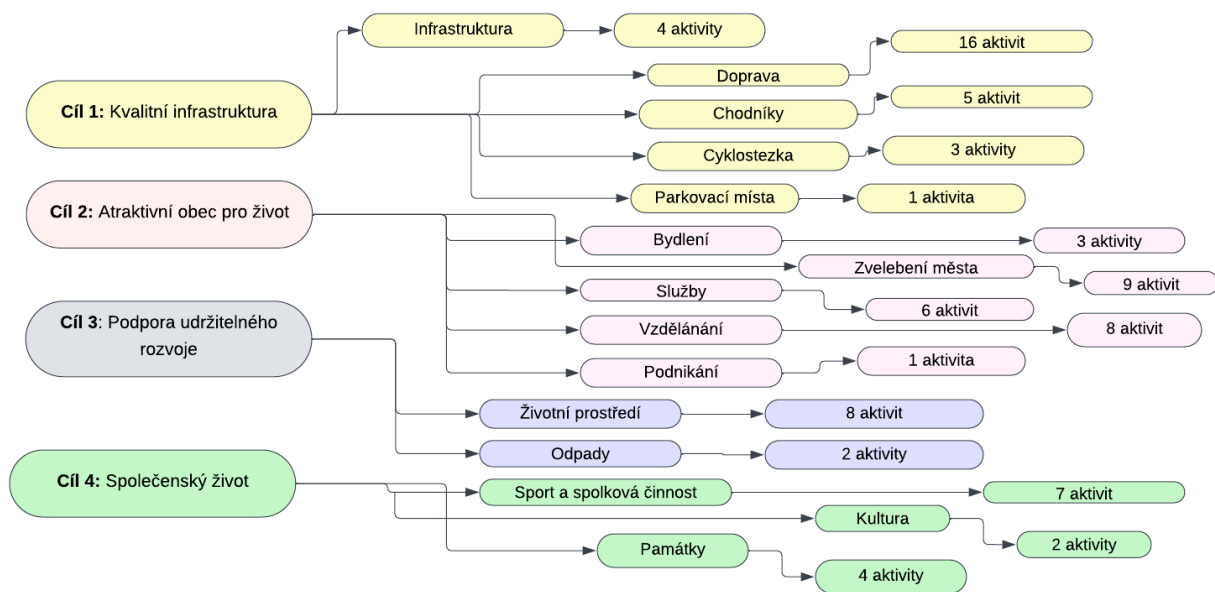 Infrastruktura
4 aktivity
16 aktivit
Doprava
Cíl 1: Kvalitní infrastruktura
Chodníky
5 aktivit
Cyklostezka
3 aktivity
Parkovací místa
1 aktivita
Cíl 2: Atraktivní obec pro život
Bydlení
3 aktivity
Zvelebení města
9 aktivit
Služby
6 aktivit
Vzdělánání
8 aktivit
Podnikání
1 aktivita
Cíl 3: Podpora udržitelného
rozvoje
Životní prostředí
8 aktivit
Odpady
2 aktivity
Cíl 4: Společenský život
Sport a spolková činnost
7 aktivit
Kultura
2 aktivity
Památky
4 aktivity